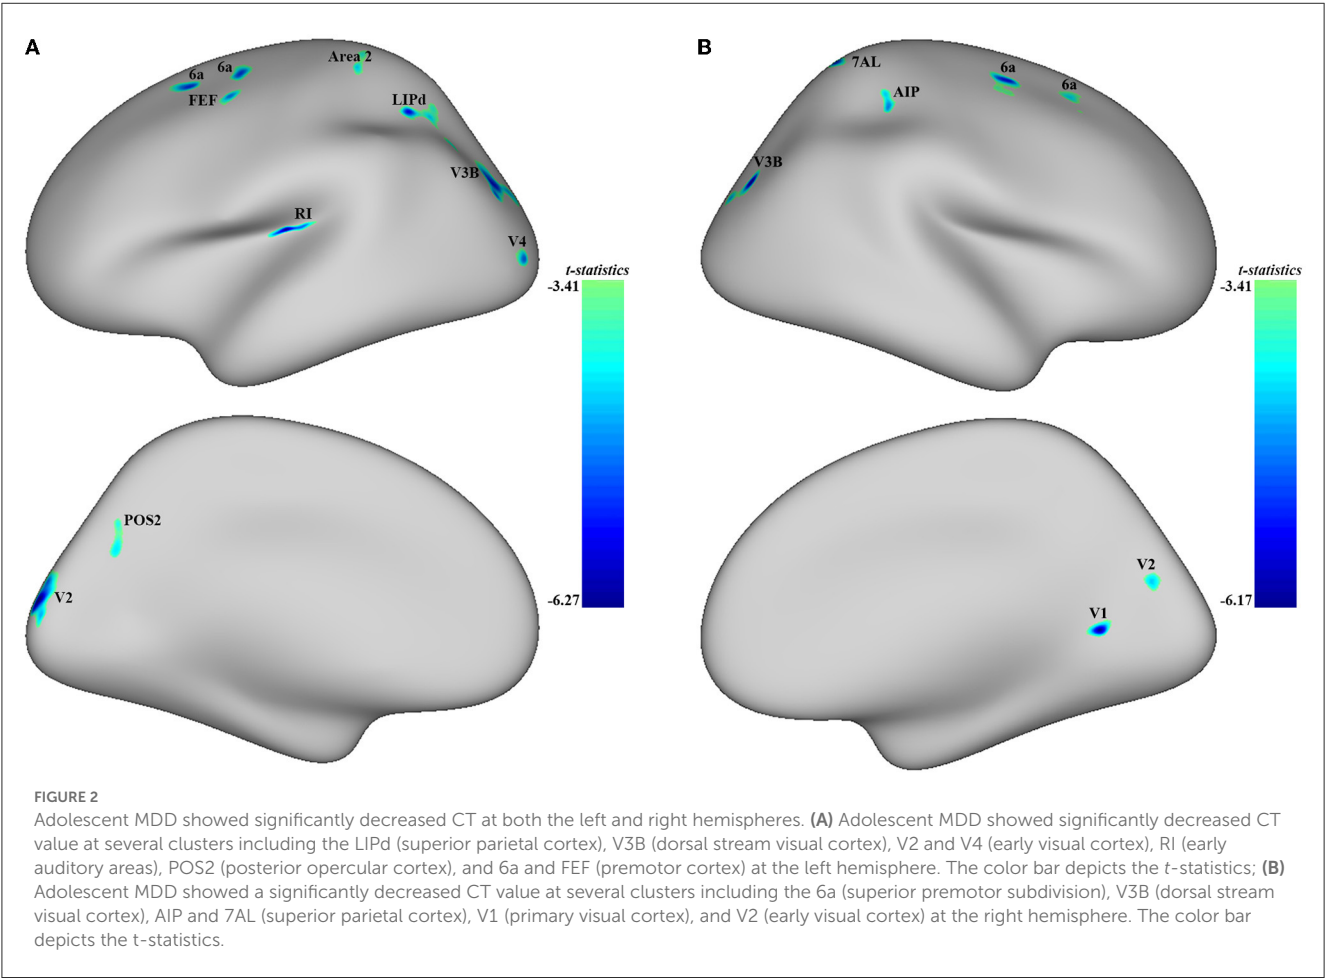 A
6a
6a
FEF
Area 2
LIPd
V3B
RI
V4
t-statistics
-3.41
-6.27
POS2
V2
B
7AL
AIP
6a
6a
V3B
t-statistics
-3.41
-6.17
V2
V1
FIGURE 2
Adolescent MDD showed significantly decreased CT at both the left and right hemispheres. (A) Adolescent MDD showed significantly decreased CT
value at several clusters including the LIPd (superior parietal cortex), V3B (dorsal stream visual cortex), V2 and V4 (early visual cortex), RI (early
auditory areas), POS2 (posterior opercular cortex), and 6a and FEF (premotor cortex) at the left hemisphere. The color bar depicts the t-statistics; (B)
Adolescent MDD showed a significantly decreased CT value at several clusters including the 6a (superior premotor subdivision), V3B (dorsal stream
visual cortex), AIP and 7AL (superior parietal cortex), V1 (primary visual cortex), and V2 (early visual cortex) at the right hemisphere. The color bar
depicts the t-statistics.